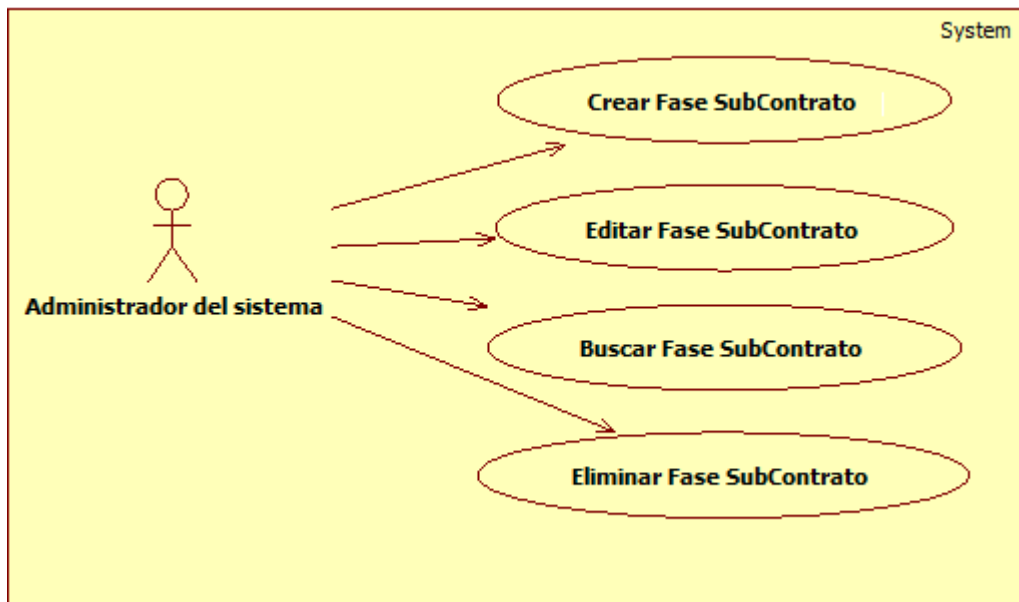 System
Crear Fase SubContrato
Editar Fase SubContrato
Administrador del sistema
Buscar Fase SubContrato
Eliminar Fase SubContrato